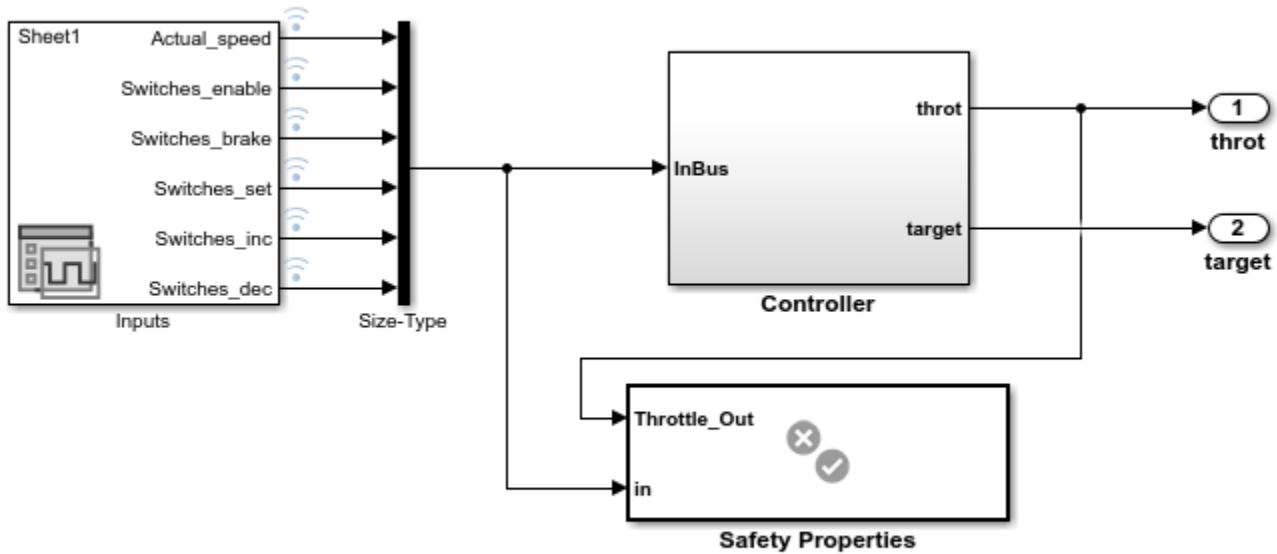 Sheet1
Actual_speed
Switches_enable
Switches_brake
Switches_set
Switches_inc
Switches_dec
Inputs
Size-Type
InBus
throt
target
Controller
1
throt
2
target
Throttle_Out
in
Safety Properties